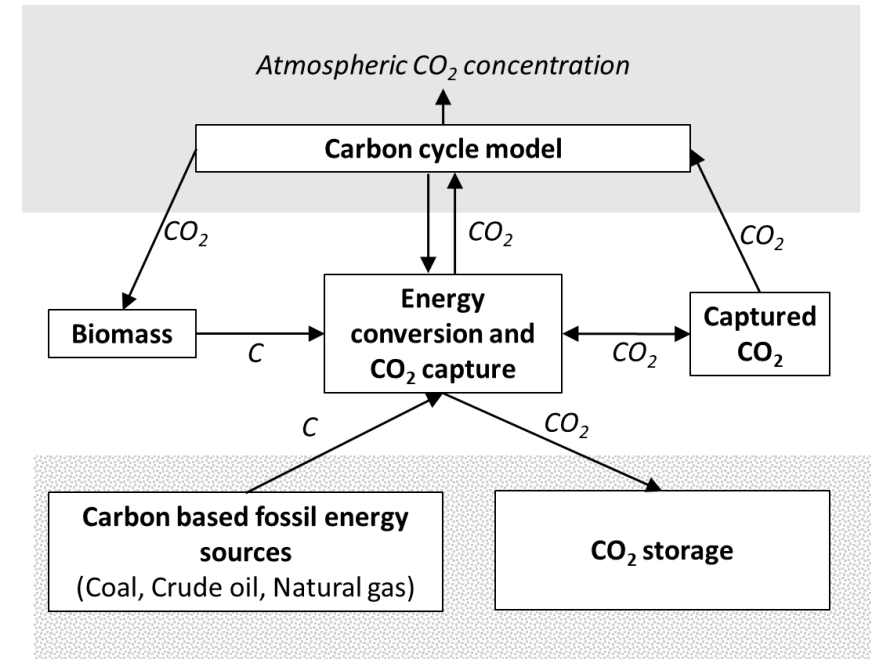 Atmospheric CO₂ concentration
Carbon cycle model
CO₂
CO₂
CO₂
Biomass
C
Energy
conversion and
CO₂ capture
CO₂
Captured
CO₂
C
CO₂
Carbon based fossil energy
sources
(Coal, Crude oil, Natural gas)
CO₂ storage